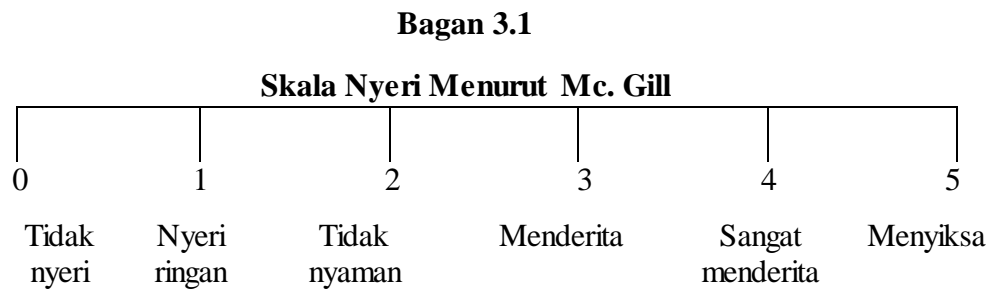 Bagan 3.1
Skala Nyeri Menurut Mc. Gill
0 1 2 3 4 5
Tidak Nyeri Tidak Menderita Sangat Menyiksa
nyeri ringan nyaman menderita